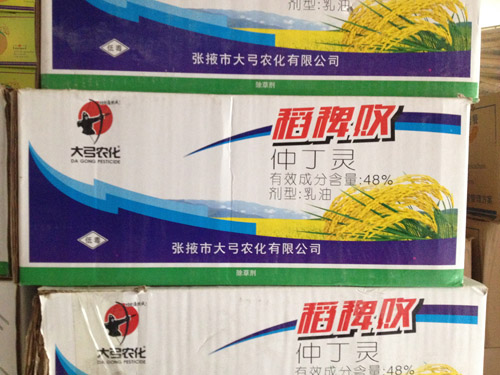 剂型:乳油
低毒
张掖市大弓农化有限公司
除草剂
大弓农化
DA GONG PESTICIDE
稻稗叹
仲丁灵
有效成分含量:48%
剂型:乳油
低毒
张掖市大弓农化有限公司
除草剂
大弓农化
DA GONG PESTICIDE
稻稗叹
仲丁灵
有效成分含量:48%